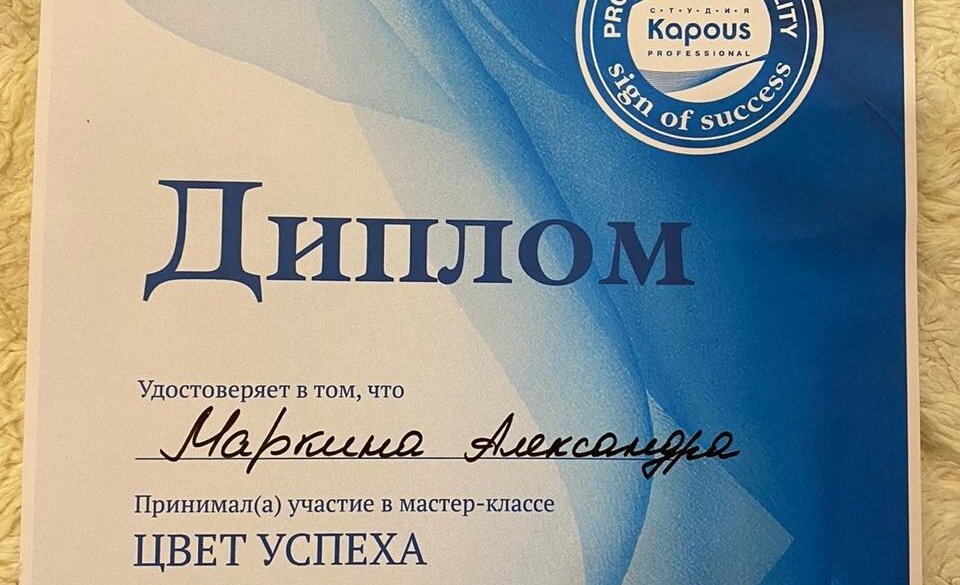 СТУДИЯ
Kapous
PROFESSIONAL
sign of success
Диплом
Удостоверяет в том, что
Маркина Александра
Принимал(а) участие в мастер-классе
ЦВЕТ УСПЕХА